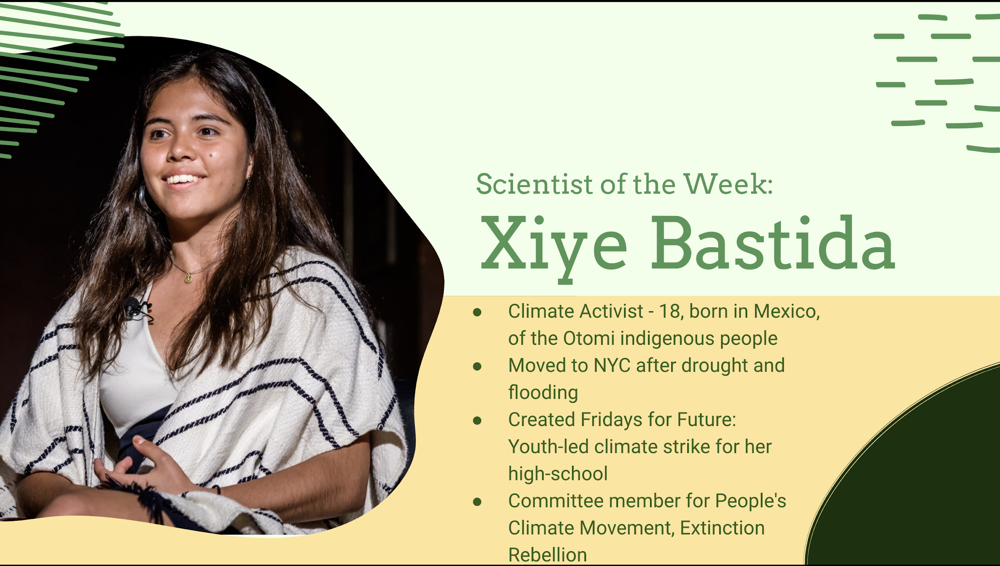 Scientist of the Week:
Xiye Bastida
● Climate Activist - 18, born in Mexico,
of the Otomi indigenous people
● Moved to NYC after drought and
flooding
● Created Fridays for Future:
Youth-led climate strike for her
high-school
● Committee member for People's
Climate Movement, Extinction
Rebellion